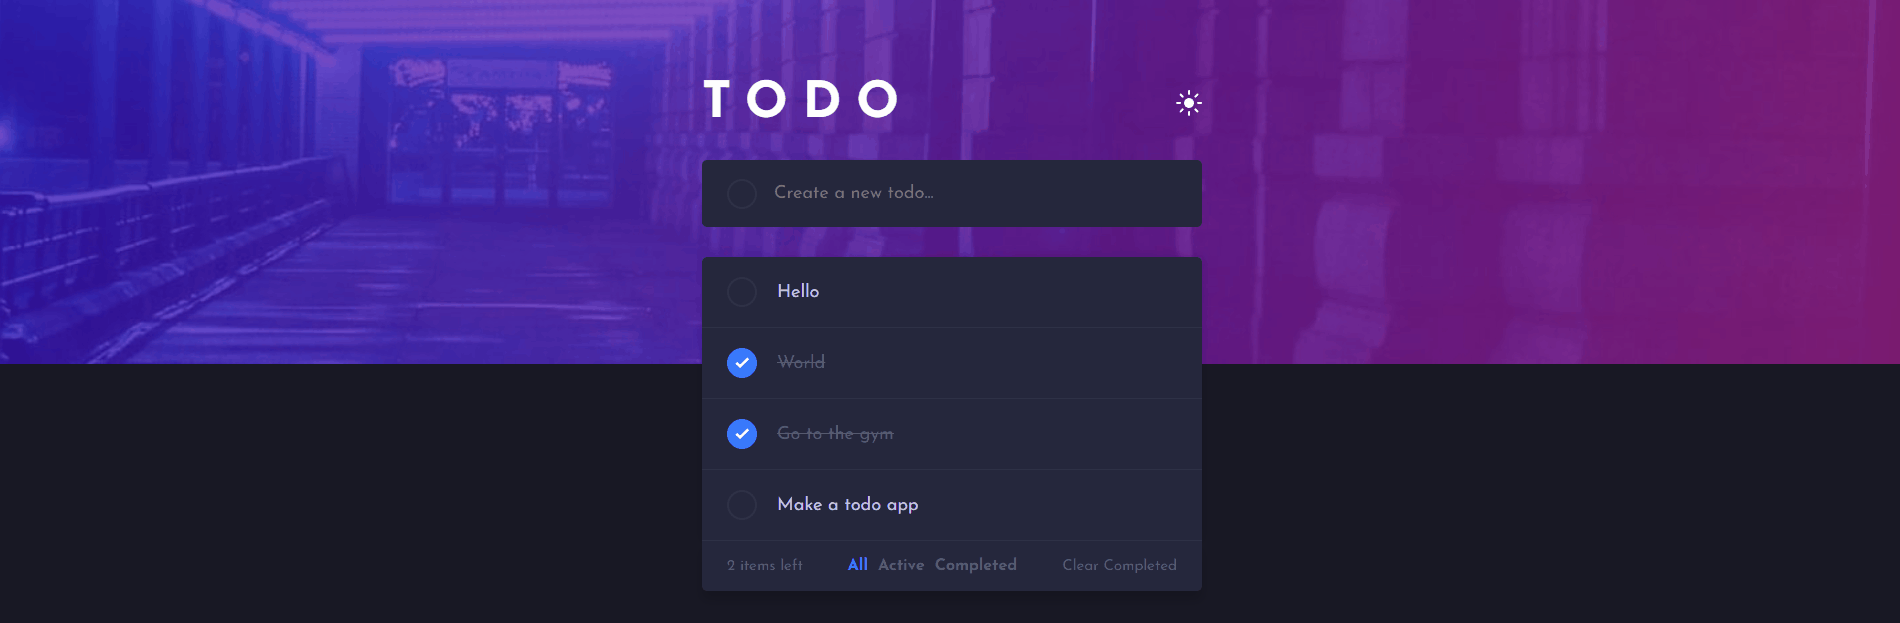 TODO
Create a new todo...
Hello
World
Go to the gym
Make a todo app
2 items left All Active Completed Clear Completed